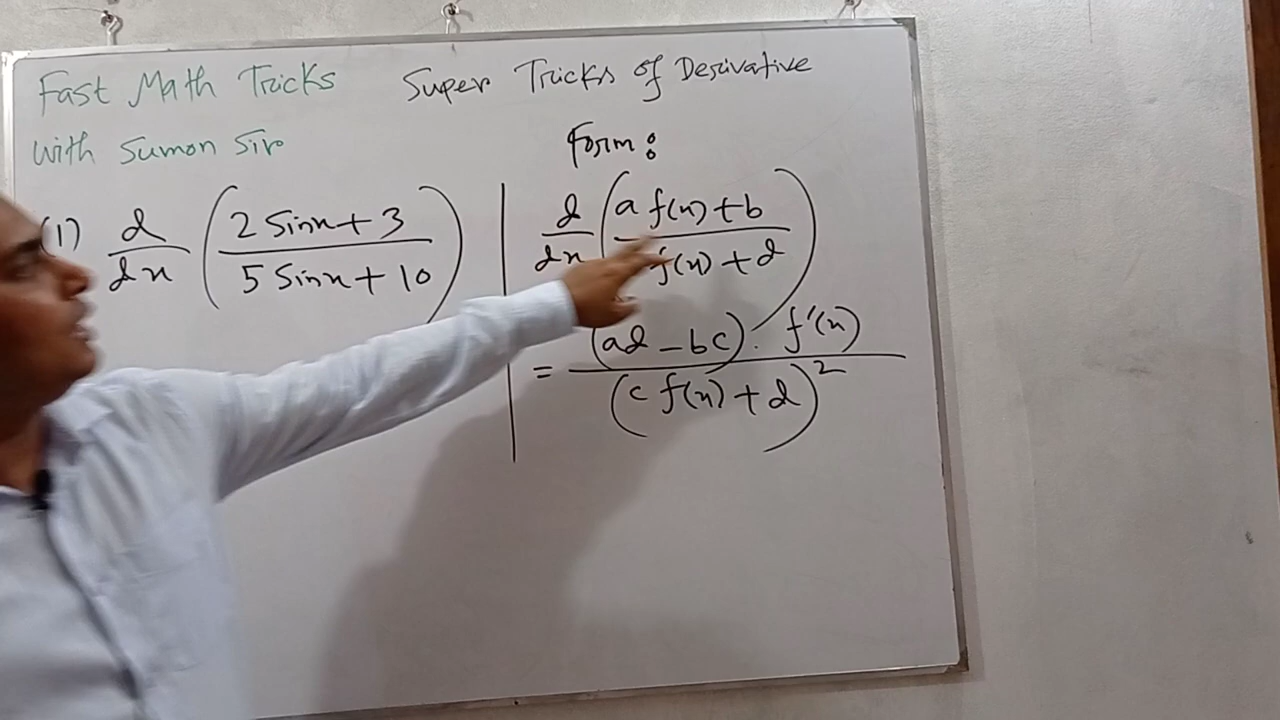 Fast Math Tricks
with Sumon Sir
Super Tricks of Derivative
(1) d/dx ( (2 Sinx + 3) / (5 Sinx + 10) )
Form:
d/dx ( (a f(x) + b) / ( f(x) + d) )
= (ad - bc) . f'(x) / (c f(x) + d)²